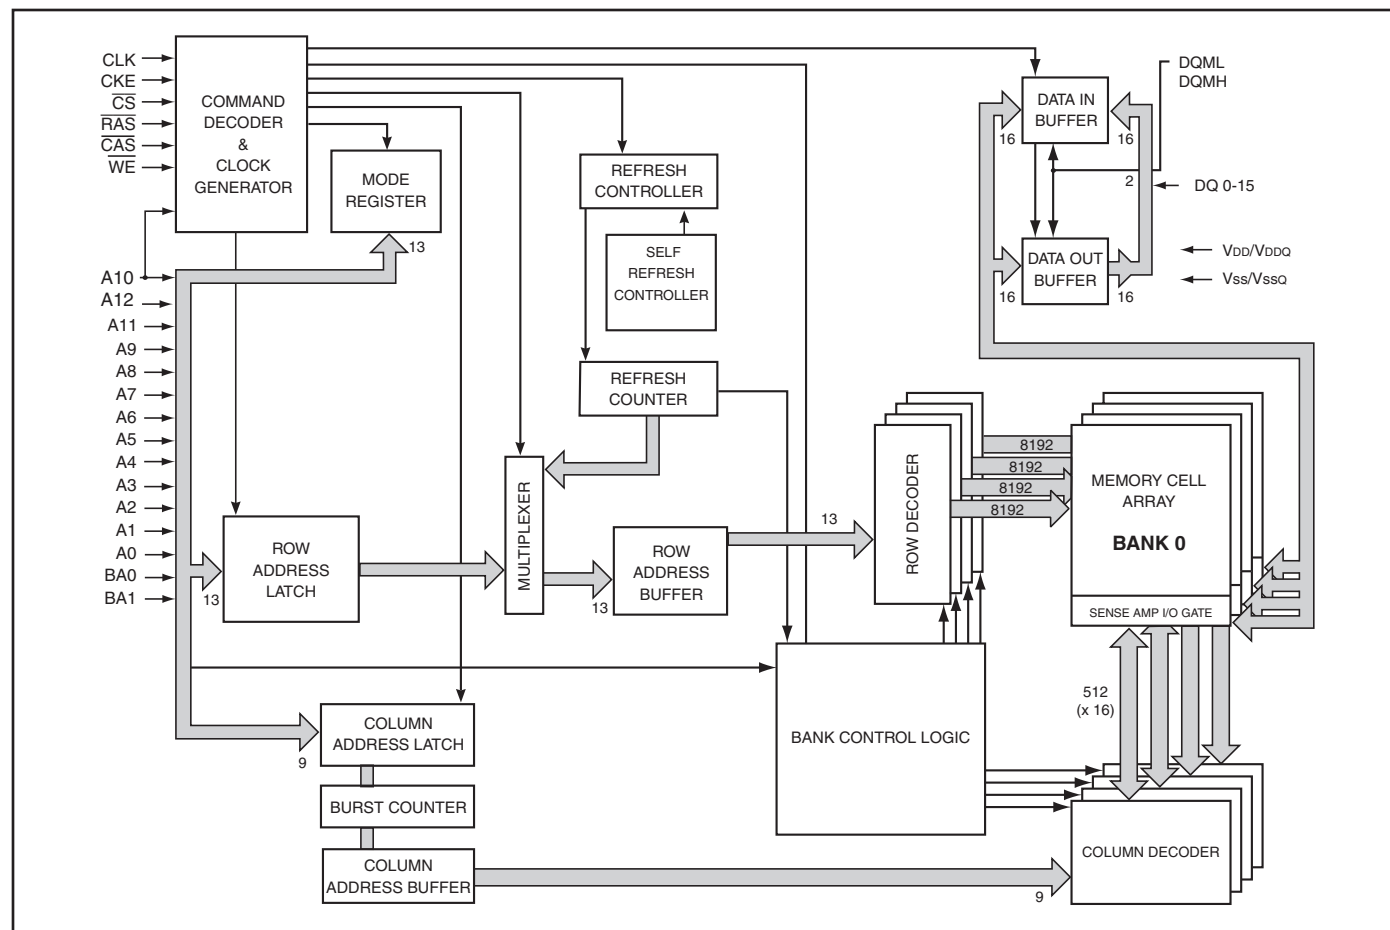 CLK
CKE
CS
RAS
CAS
WE
A10
A12
A11
A9
A8
A7
A6
A5
A4
A3
A2
A1
A0
BA0
BA1
COMMAND
DECODER
&
CLOCK
GENERATOR
MODE
REGISTER
13
REFRESH
CONTROLLER
SELF
REFRESH
CONTROLLER
REFRESH
COUNTER
DATA IN
BUFFER
16
16
DQML
DQMH
2
DQ 0-15
DATA OUT
BUFFER
16
16
VDD/VDDQ
VSS/VSSQ
MULTIPLEXER
13
ROW
ADDRESS
LATCH
13
ROW
ADDRESS
BUFFER
13
ROW DECODER
8192
8192
8192
8192
MEMORY CELL
ARRAY
BANK 0
SENSE AMP I/O GATE
512
(x 16)
BANK CONTROL LOGIC
COLUMN
ADDRESS LATCH
9
BURST COUNTER
COLUMN
ADDRESS BUFFER
9
COLUMN DECODER